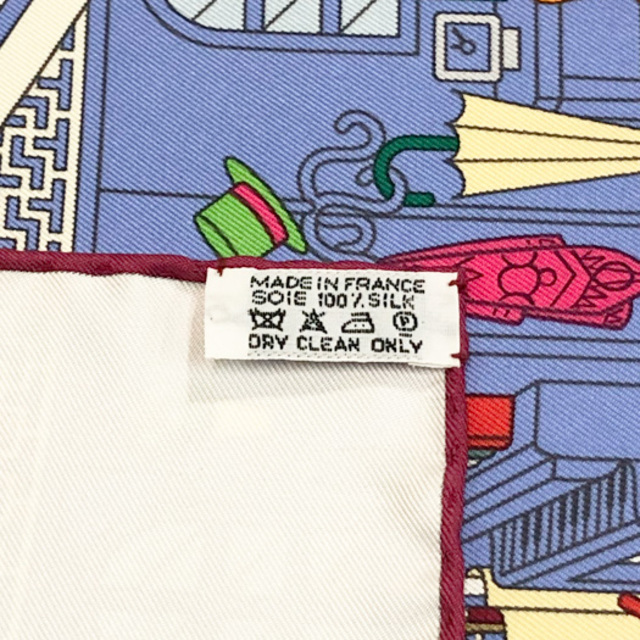 MADE IN FRANCE
SOIE 100% SILK
DRY CLEAN ONLY